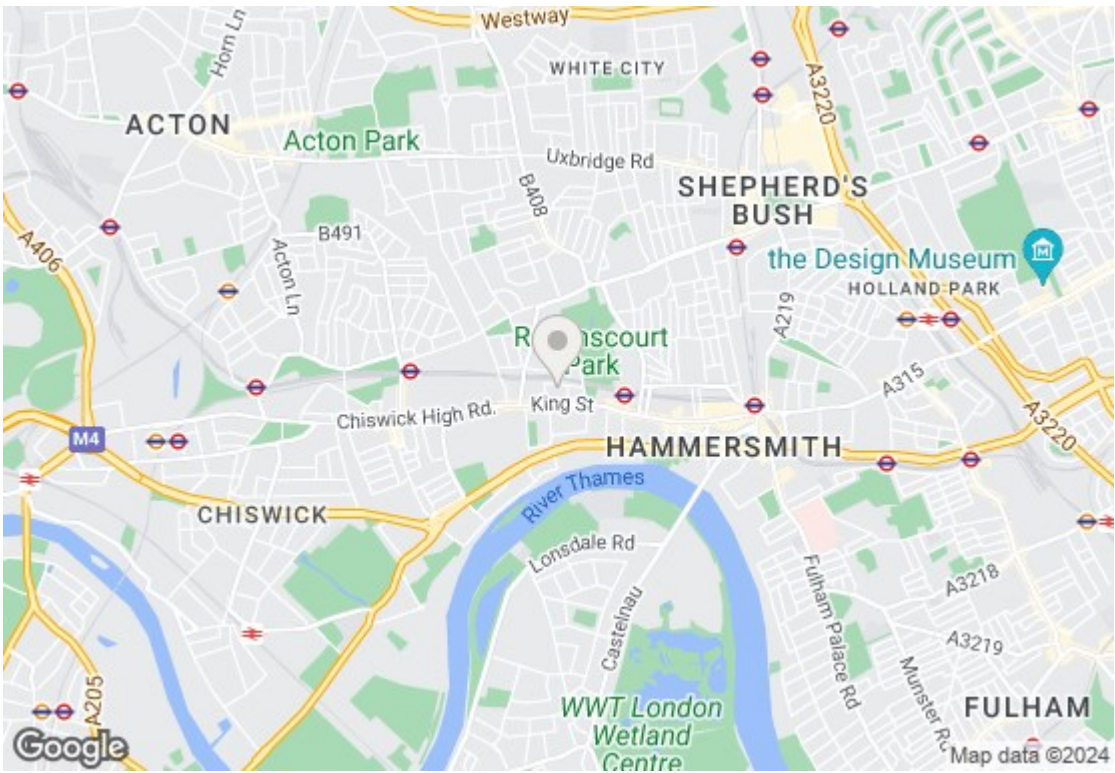 Westway
Horn Ln
WHITE CITY
A3220
ACTON
Acton Park
Uxbridge Rd
B408
SHEPHERD'S
BUSH
B491
A406
Acton Ln
the Design Museum
HOLLAND PARK
A219
Park
A315
King St
Chiswick High Rd.
A3220
M4
HAMMERSMITH
River Thames
CHISWICK
Lonsdale Rd
Castelnau
Fulham Palace Rd
A3218
A3219
Munster Rd
A205
WWT London
Wetland
Centre
FULHAM
Google
Map data ©2024